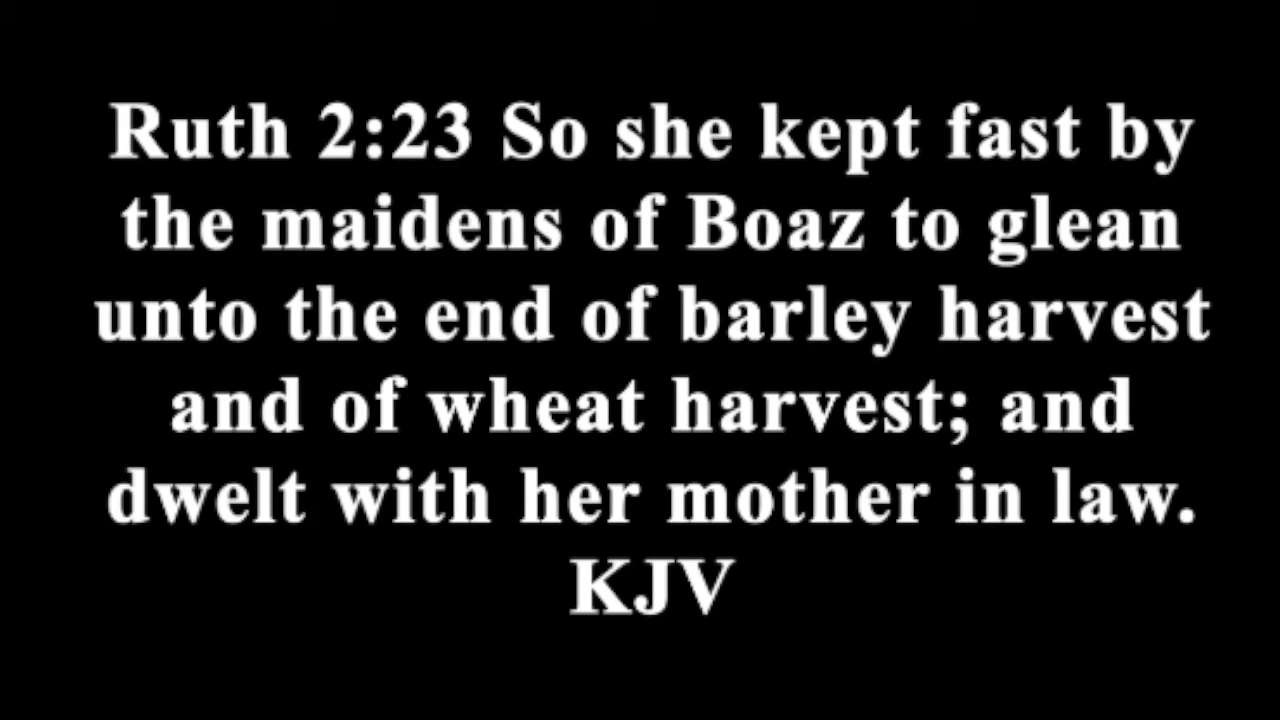 Ruth 2:23 So she kept fast by
the maidens of Boaz to glean
unto the end of barley harvest
and of wheat harvest; and
dwelt with her mother in law.
KJV